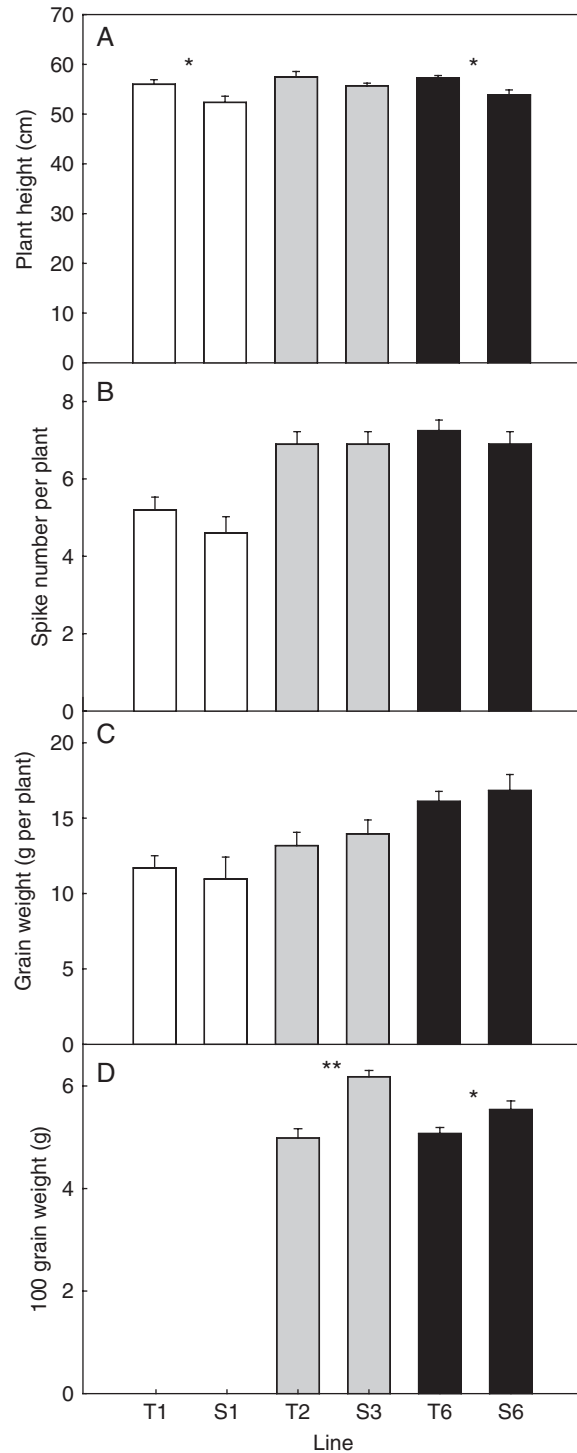 A
Plant height (cm)
70
60
50
40
30
20
10
0
*
*
B
Spike number per plant
8
6
4
2
0
C
Grain weight (g per plant)
20
15
10
5
0
D
100 grain weight (g)
6
4
2
0
**
*
T1 S1 T2 S3 T6 S6
Line